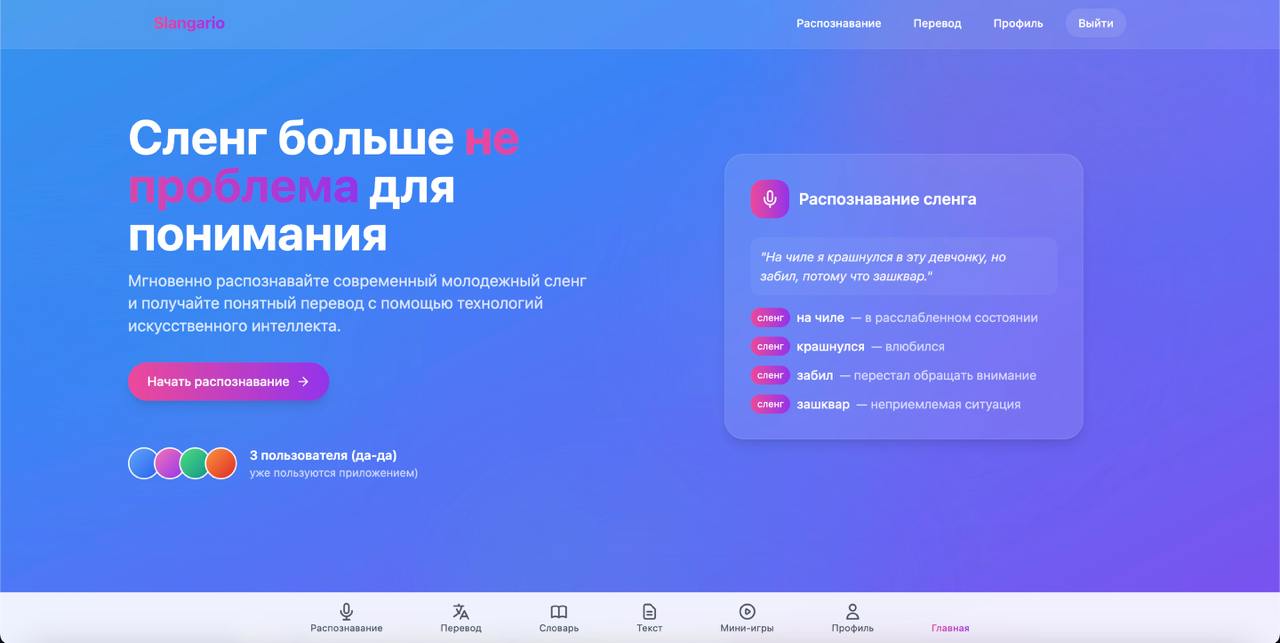 Slangario
Распознавание
Перевод
Профиль
Выйти
Сленг больше не
проблема для
понимания
Мгновенно распознавайте современный молодежный сленг
и получайте понятный перевод с помощью технологий
искусственного интеллекта.
Начать распознавание →
3 пользователя (да-да)
уже пользуются приложением)
Распознавание сленга
"На чиле я крашнулся в эту девчонку, но
забил, потому что зашквар."
сленг на чиле — в расслабленном состоянии
сленг крашнулся — влюбился
сленг забил — перестал обращать внимание
сленг зашквар — неприемлемая ситуация
Распознавание
Перевод
Словарь
Текст
Мини-игры
Профиль
Главная